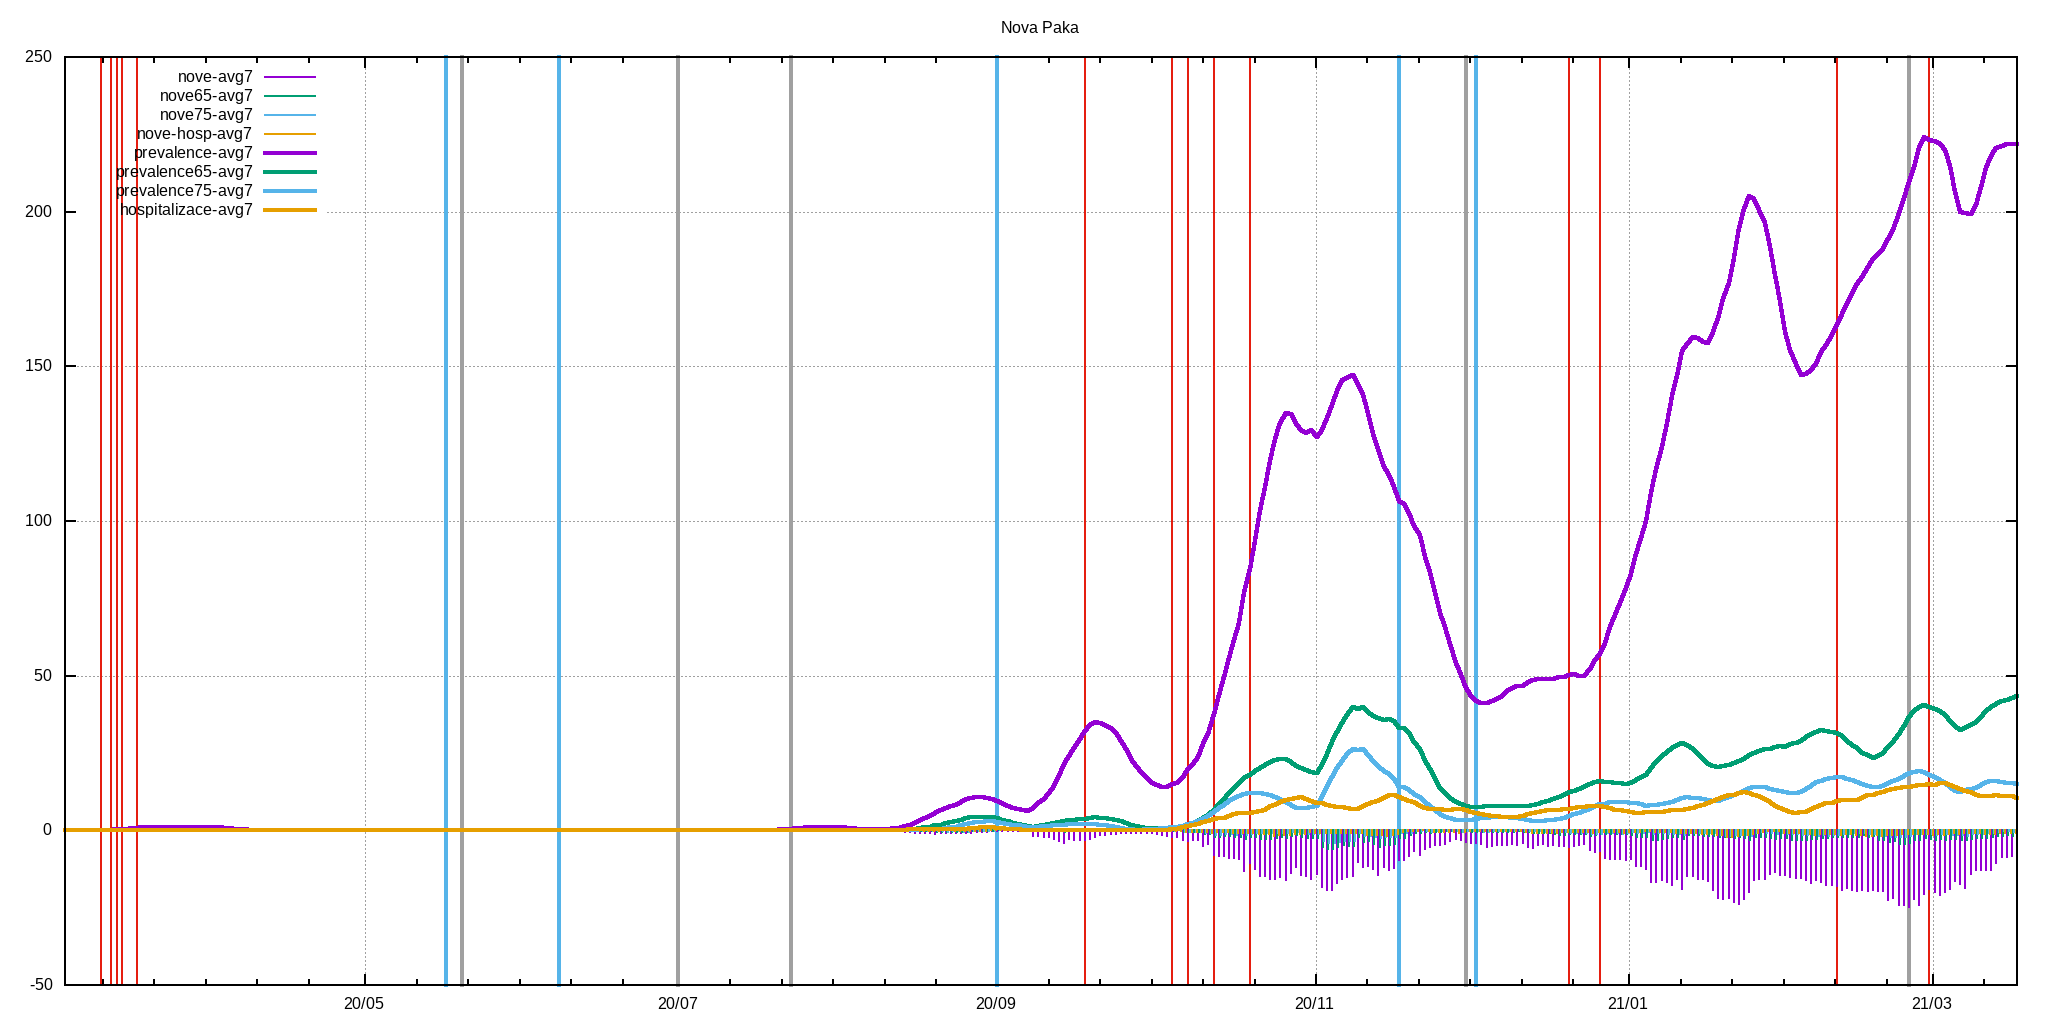 Nova Paka
250
200
150
100
50
0
-50
nove-avg7
nove65-avg7
nove75-avg7
nove-hosp-avg7
prevalence-avg7
prevalence65-avg7
prevalence75-avg7
hospitalizace-avg7
20/05 20/07 20/09 20/11 21/01 21/03